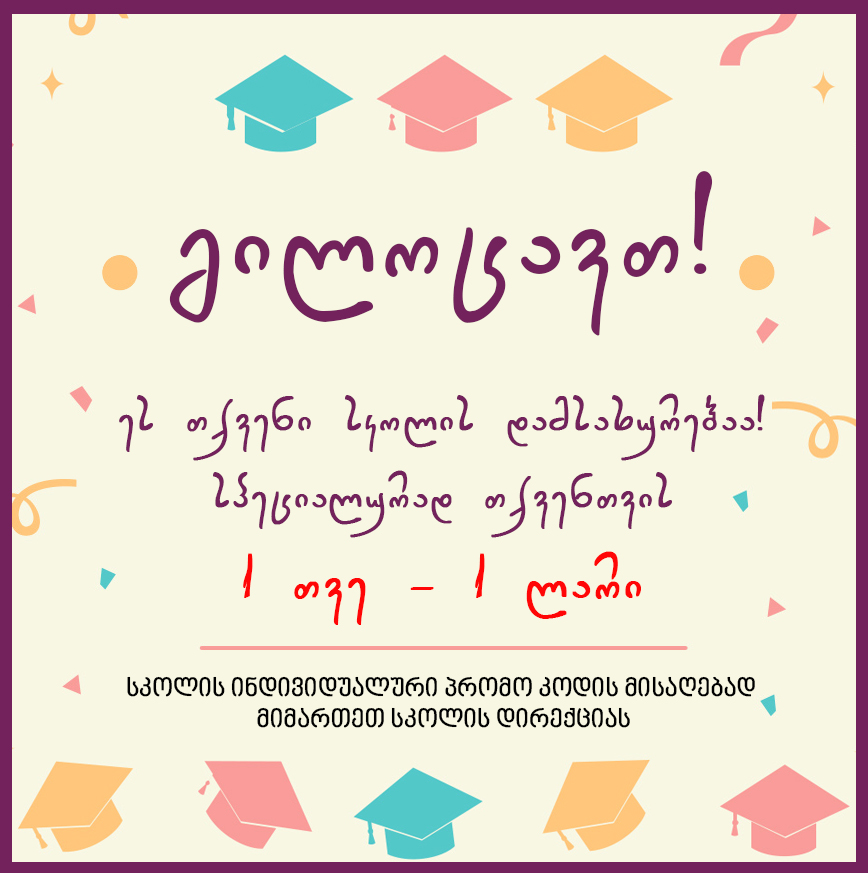 გილოცავთ!
ეს თქვენი სკოლის დამსახურებაა!
სპეციალურად თქვენთვის
1 თვე - 1 ლარი
სკოლის ინდივიდუალური პრომო კოდის მისაღებად
მიმართეთ სკოლის დირექციას